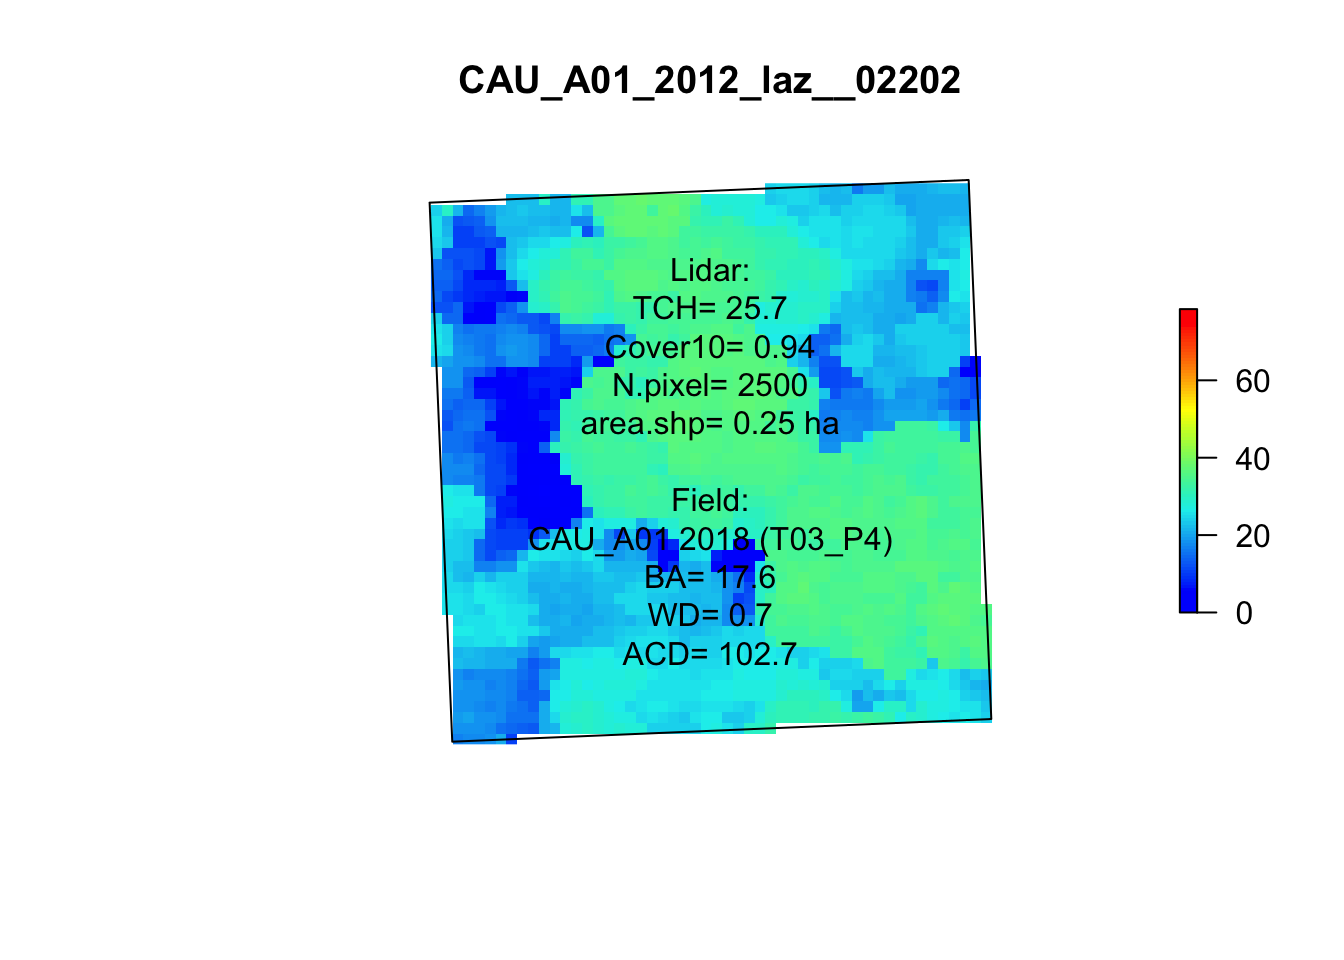 CAU_A01_2012_laz__02202
Lidar:
TCH= 25.7
Cover10= 0.94
N.pixel= 2500
area.shp= 0.25 ha
Field:
CAU_A01 2018 (T03_P4)
BA= 17.6
WD= 0.7
ACD= 102.7
60
40
20
0